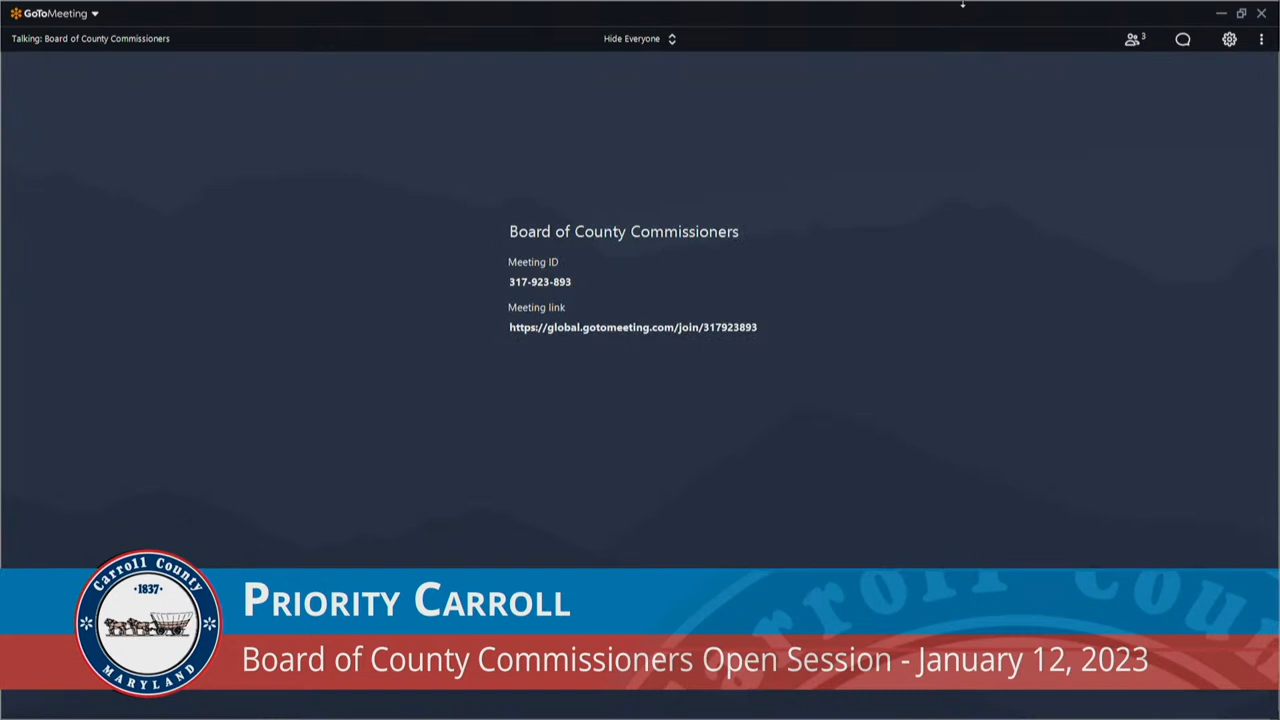 GoToMeeting
Talking: Board of County Commissioners
Hide Everyone
3
Board of County Commissioners
Meeting ID
317-923-893
Meeting link
https://global.gotomeeting.com/join/317923893
Carroll County
·1837·
MARYLAND
PRIORITY CARROLL
Board of County Commissioners Open Session - January 12, 2023
Carroll Coun